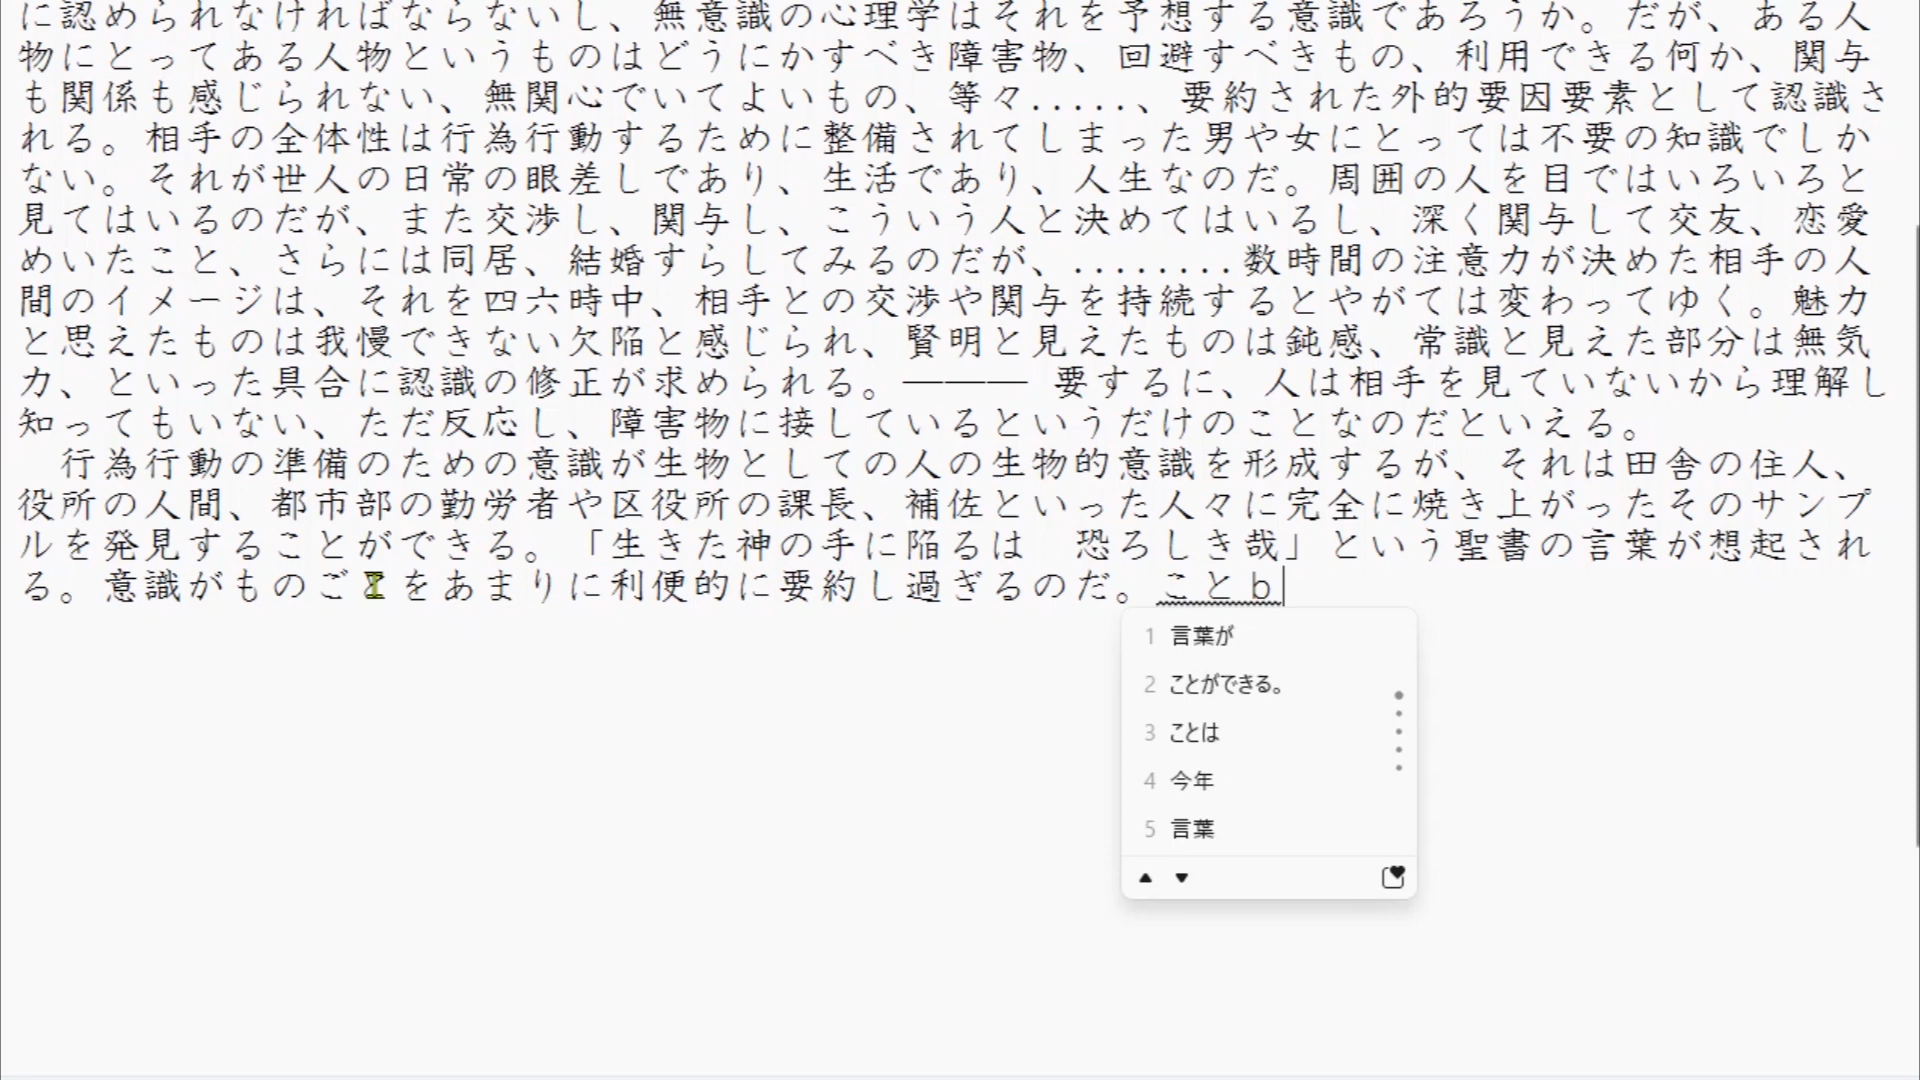 に認められなければならないし、無意識の心理学はそれを予想する意識であろうか。だが、ある人
物にとってある人物というものはどうにかすべき障害物、回避すべきもの、利用できる何か、関与
も関係も感じられない、無関心でいてよいもの、等々.....、要約された外的要因要素として認識さ
れる。相手の全体性は行為行動するために整備されてしまった男や女にとっては不要の知識でしか
ない。それが世人の日常の眼差しであり、生活であり、人生なのだ。周囲の人を目ではいろいろと
見てはいるのだが、また交渉し、関与し、こういう人と決めてはいるし、深く関与して交友、恋愛
めいたこと、さらには同居、結婚すらしてみるのだが、........数時間の注意力が決めた相手の人
間のイメージは、それを四六時中、相手との交渉や関与を持続するとやがては変わってゆく。魅力
と思えたものは我慢できない欠陥と感じられ、賢明と見えたものは鈍感、常識と見えた部分は無気
力、といった具合に認識の修正が求められる。─── 要するに、人は相手を見ていないから理解し
知ってもいない、ただ反応し、障害物に接しているというだけのことなのだといえる。
　行為行動の準備のための意識が生物としての人の生物的意識を形成するが、それは田舎の住人、
役所の人間、都市部の勤労者や区役所の課長、補佐といった人々に完全に焼き上がったそのサンプ
ルを発見することができる。「生きた神の手に陥るは　恐ろしき哉」という聖書の言葉が想起され
る。意識がものごとをあまりに利便的に要約し過ぎるのだ。ことｂ
1 言葉が
2 ことができる。
3 ことは
4 今年
5 言葉